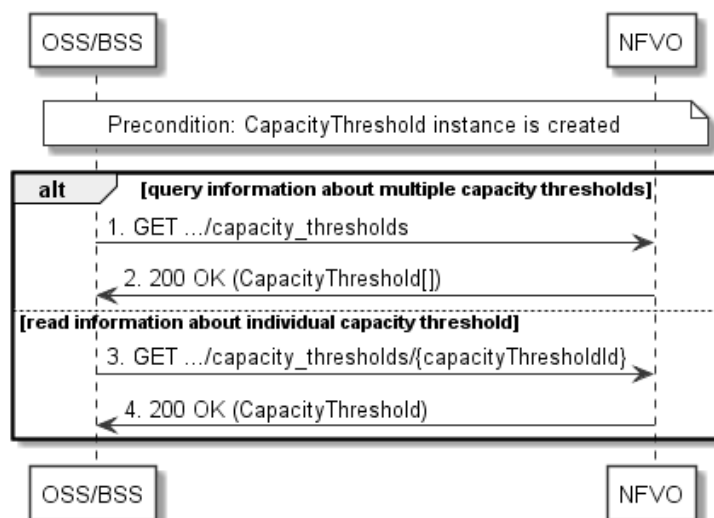 OSS/BSS
NFVO
Precondition: CapacityThreshold instance is created
alt
[query information about multiple capacity thresholds]
1. GET .../capacity_thresholds
2. 200 OK (CapacityThreshold[])
[read information about individual capacity threshold]
3. GET .../capacity_thresholds/{capacityThresholdId}
4. 200 OK (CapacityThreshold)
OSS/BSS
NFVO